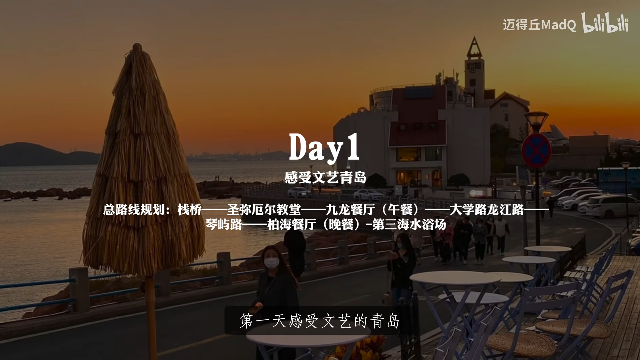 迈得丘MadQ bilibili
Day1
感受文艺青岛
总路线规划：栈桥——圣弥厄尔教堂——九龙餐厅（午餐）——大学路龙江路——
琴屿路——柏海餐厅（晚餐）-第三海水浴场
第一天感受文艺的青岛